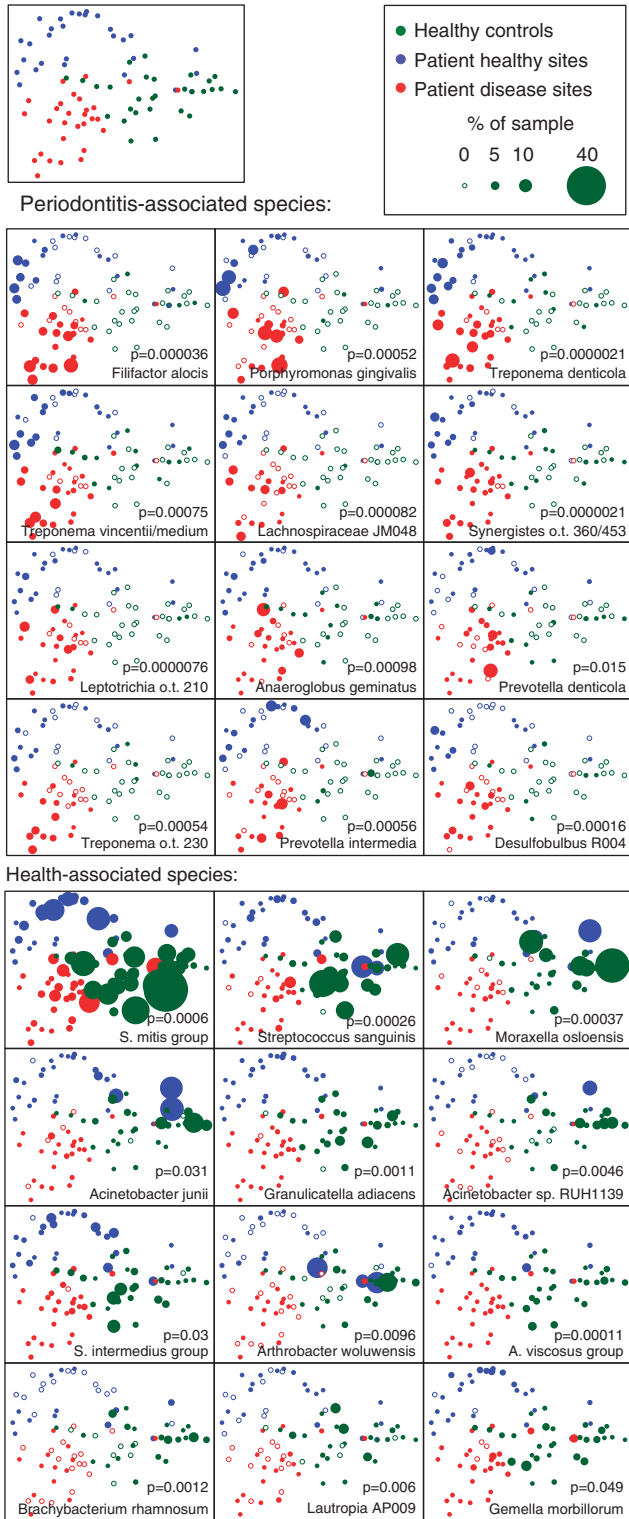 Healthy controls
Patient healthy sites
Patient disease sites
% of sample
0 5 10 40
Periodontitis-associated species:
p=0.000036
Filifactor alocis
p=0.00052
Porphyromonas gingivalis
p=0.0000021
Treponema denticola
p=0.00075
Treponema vincentii/medium
p=0.000082
Lachnospiraceae JM048
p=0.0000021
Synergistes o.t. 360/453
p=0.0000076
Leptotrichia o.t. 210
p=0.00098
Anaeroglobus geminatus
p=0.015
Prevotella denticola
p=0.00054
Treponema o.t. 230
p=0.00056
Prevotella intermedia
p=0.00016
Desulfobulbus R004
Health-associated species:
p=0.0006
S. mitis group
p=0.00026
Streptococcus sanguinis
p=0.00037
Moraxella osloensis
p=0.031
Acinetobacter junii
p=0.0011
Granulicatella adiacens
p=0.0046
Acinetobacter sp. RUH1139
p=0.03
S. intermedius group
p=0.0096
Arthrobacter woluwensis
p=0.00011
A. viscosus group
p=0.0012
Brachybacterium rhamnosum
p=0.006
Lautropia AP009
p=0.049
Gemella morbillorum